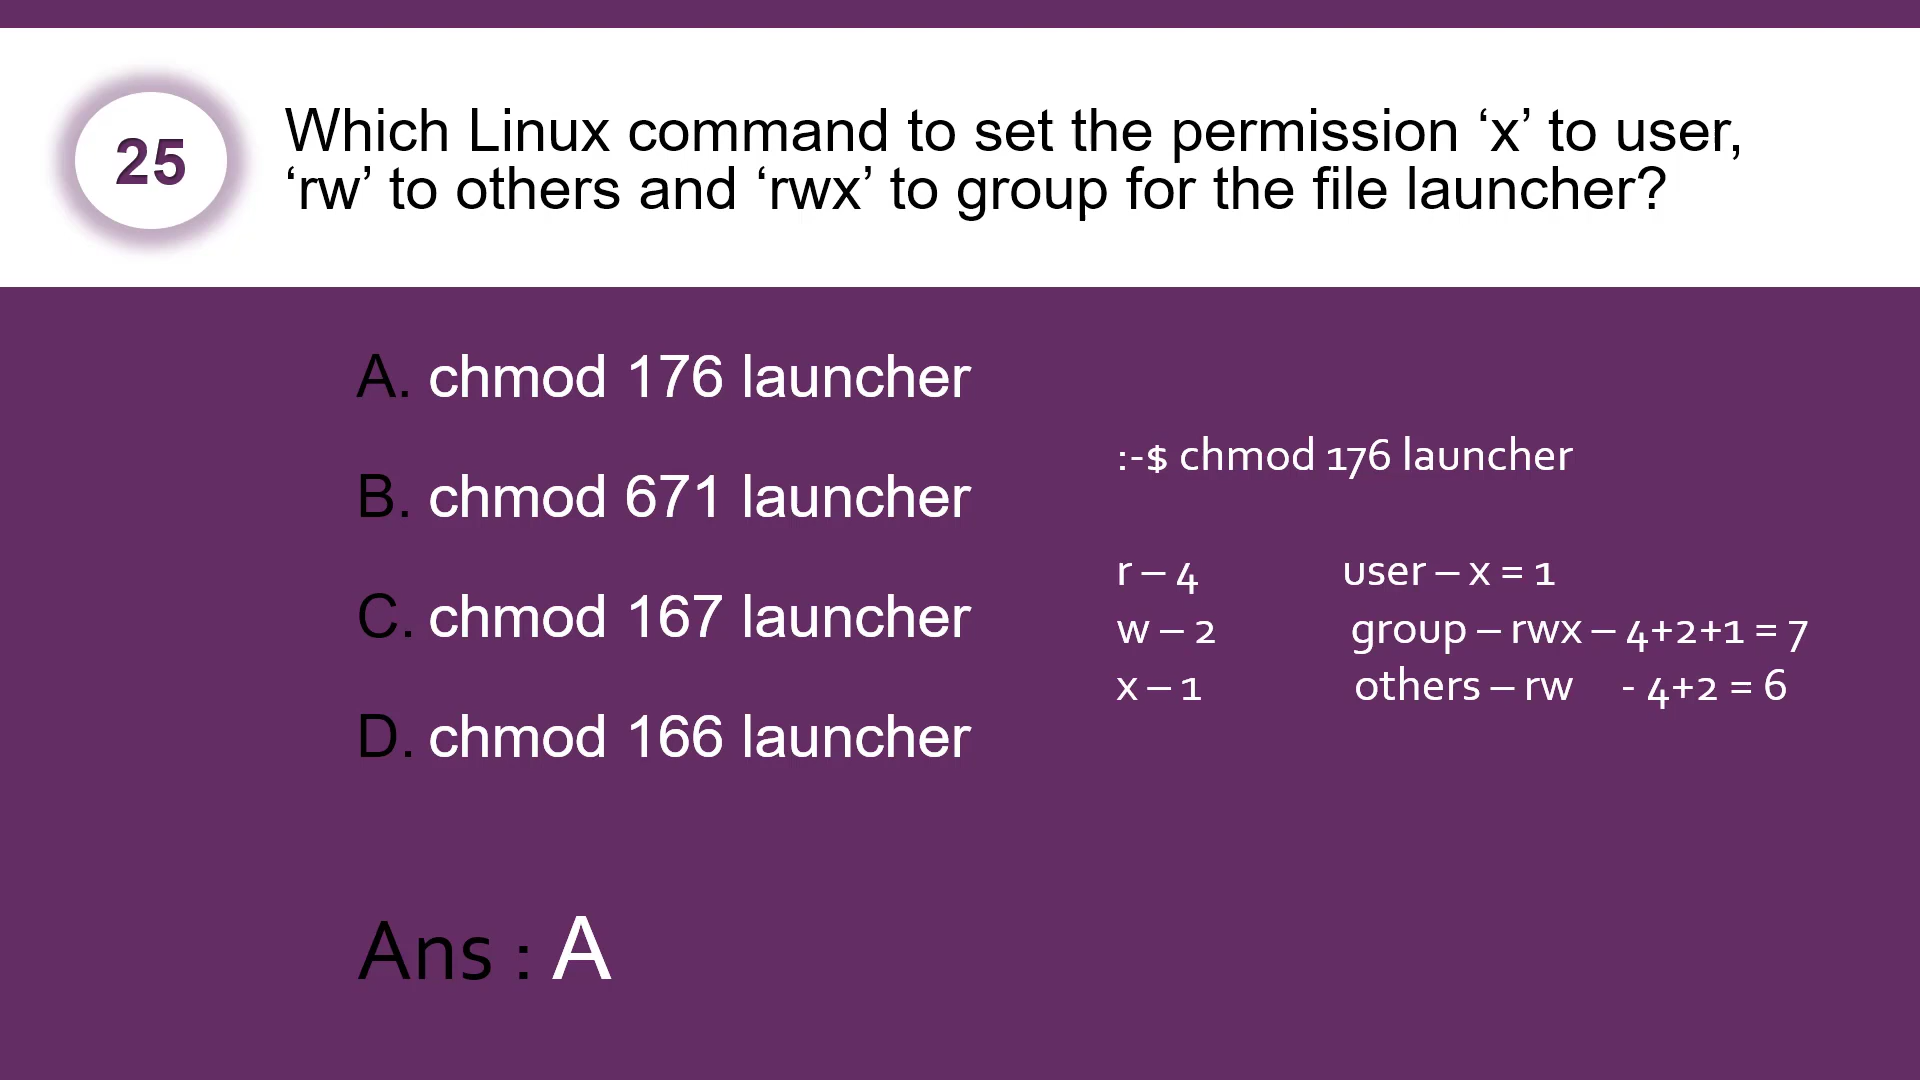 25
Which Linux command to set the permission ‘x’ to user,
‘rw’ to others and ‘rwx’ to group for the file launcher?
A. chmod 176 launcher
B. chmod 671 launcher
C. chmod 167 launcher
D. chmod 166 launcher
:-$ chmod 176 launcher
r – 4 user – x = 1
w – 2 group – rwx – 4+2+1 = 7
x – 1 others – rw - 4+2 = 6
Ans : A